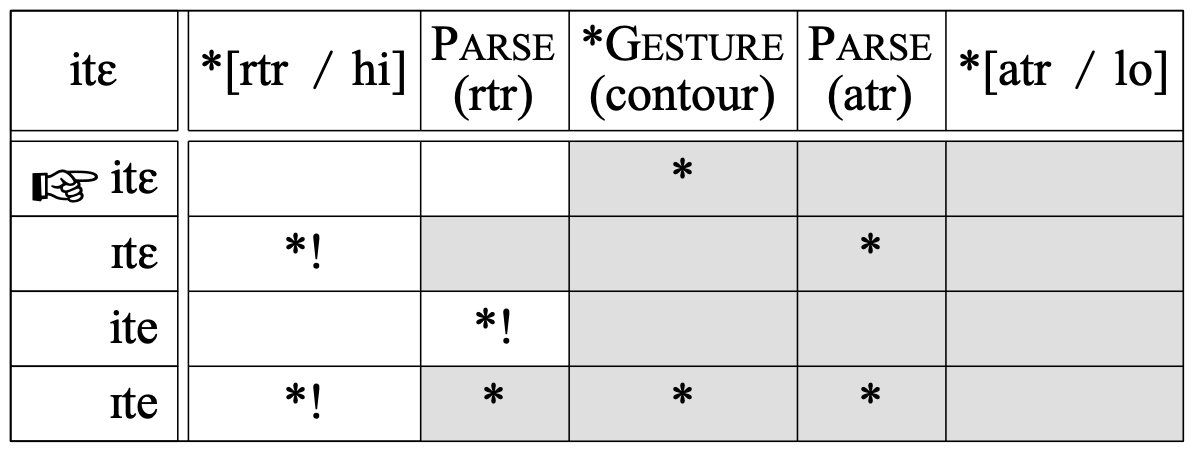 itɛ *[rtr / hi] PARSE (rtr) *GESTURE (contour) PARSE (atr) *[atr / lo]
☞ itɛ *
ɪtɛ *! *
ite *!
ɪte *! * * *